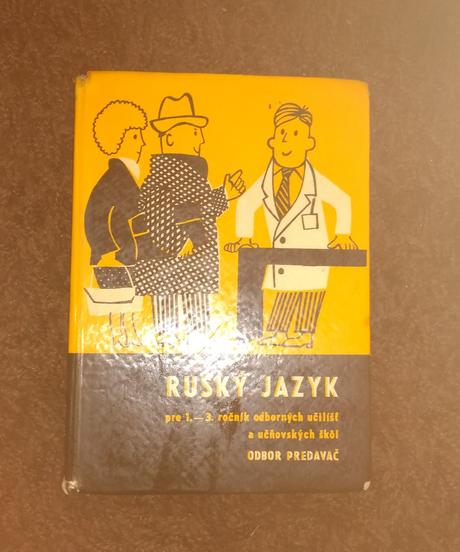 RUSKÝ JAZYK
pre 1.—3. ročník odborných učilíšť
a učňovských škôl
ODBOR PREDAVAČ